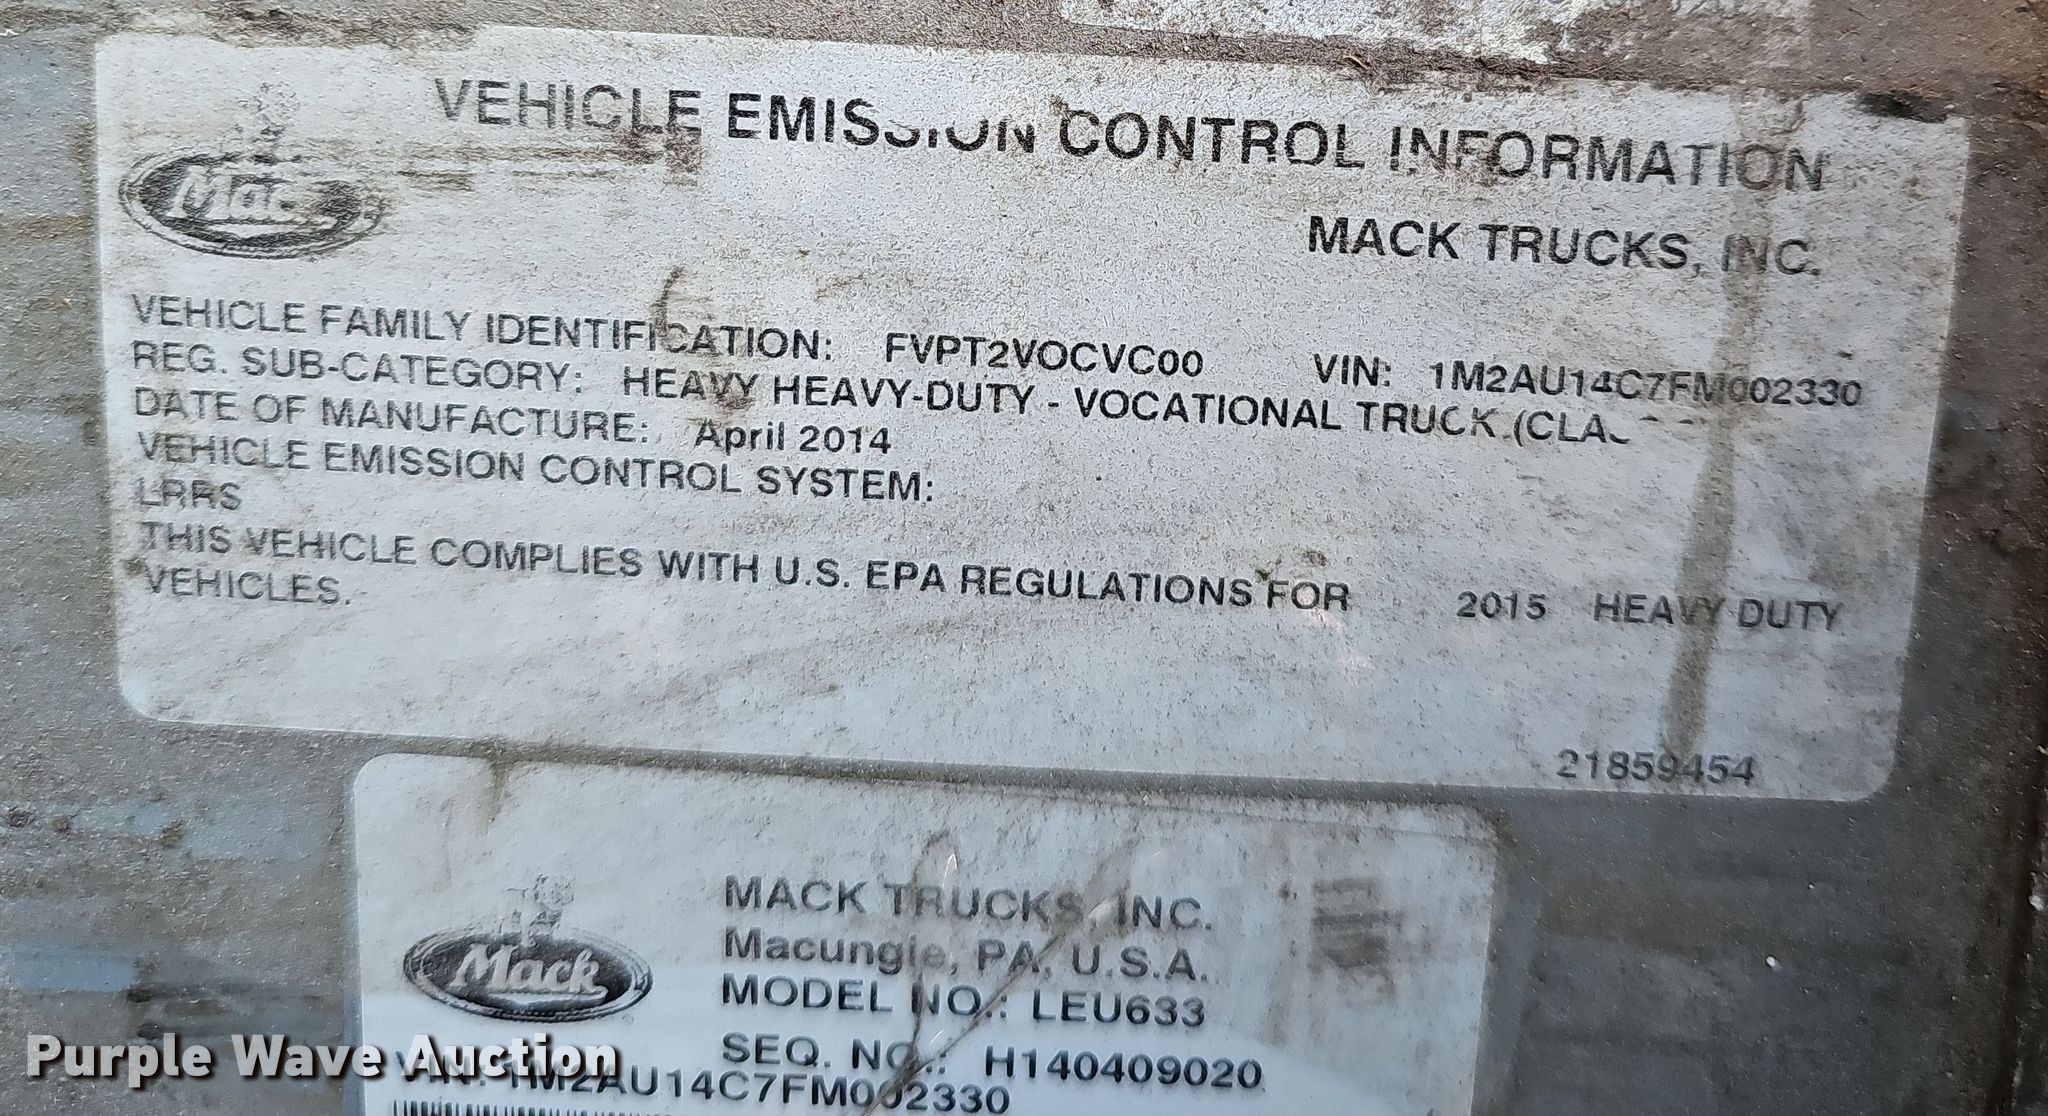 VEHICLE EMISSION CONTROL INFORMATION
Mack
MACK TRUCKS, INC.
VEHICLE FAMILY IDENTIFICATION: FVPT2VOCVC00 VIN: 1M2AU14C7FM002330
REG. SUB-CATEGORY: HEAVY HEAVY-DUTY - VOCATIONAL TRUCK
DATE OF MANUFACTURE: April 2014
VEHICLE EMISSION CONTROL SYSTEM:
LRRS
THIS VEHICLE COMPLIES WITH U.S. EPA REGULATIONS FOR 2015 HEAVY DUTY
VEHICLES.
21859454
Mack
MACK TRUCKS, INC.
Macungie, PA, U.S.A.
MODEL NO.: LEU633
SEQ. NO.: H140409020
VIN: 1M2AU14C7FM002330
Purple Wave Auction